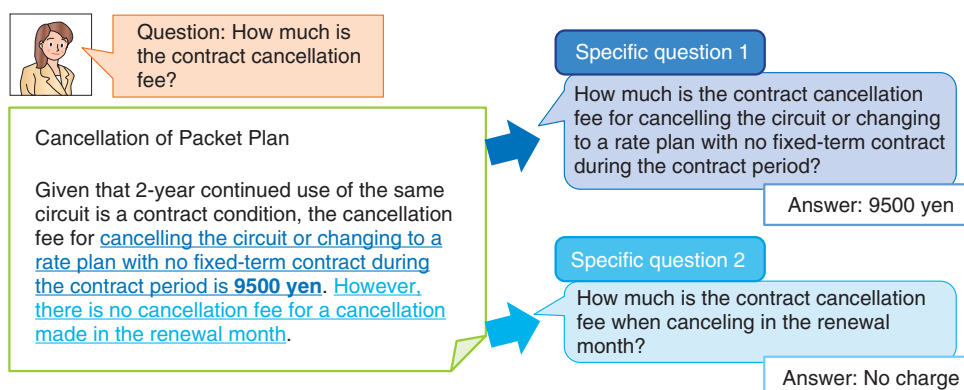 Question: How much is
the contract cancellation
fee?
Cancellation of Packet Plan
Given that 2-year continued use of the same
circuit is a contract condition, the cancellation
fee for cancelling the circuit or changing to a
rate plan with no fixed-term contract during
the contract period is 9500 yen. However,
there is no cancellation fee for a cancellation
made in the renewal month.
Specific question 1
How much is the contract cancellation
fee for cancelling the circuit or changing
to a rate plan with no fixed-term contract
during the contract period?
Answer: 9500 yen
Specific question 2
How much is the contract cancellation
fee when canceling in the renewal
month?
Answer: No charge